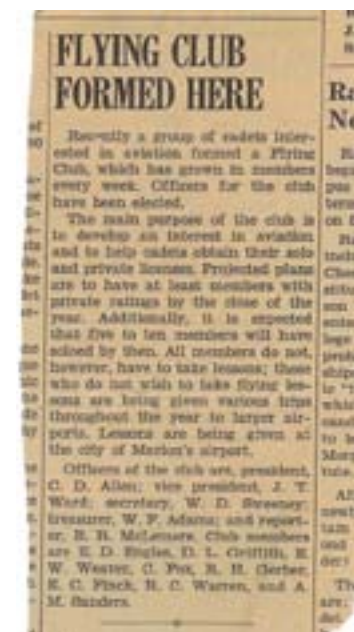 FLYING CLUB
FORMED HERE
Recently a group of cadets inter-
ested in aviation formed a Flying
Club, which has grown in members
every week. Officers for the club
have been elected.
The main purpose of the club is
to develop an interest in aviation
and to help cadets obtain their solo
and private licenses. Projected plans
are to have at least members with
private ratings by the close of the
year. Additionally, it is expected
that five to ten members will have
soloed by then. All members do not,
however, have to take lessons; those
who do not wish to take flying les-
sons are being given various trips
throughout the year to larger air-
ports. Lessons are being given at
the city of Marion's airport.
Officers of the club are, president,
C. D. Allen; vice president, J. T.
Ward; secretary, W. D. Sweeney;
treasurer, W. F. Adams; and report-
er, R. B. McLemore. Club members
are E. D. Engles, D. L. Griffith, E.
W. Weaver, C. Fox, R. H. Gerber,
E. C. Finck, R. C. Warren, and A.
M. Sanders.